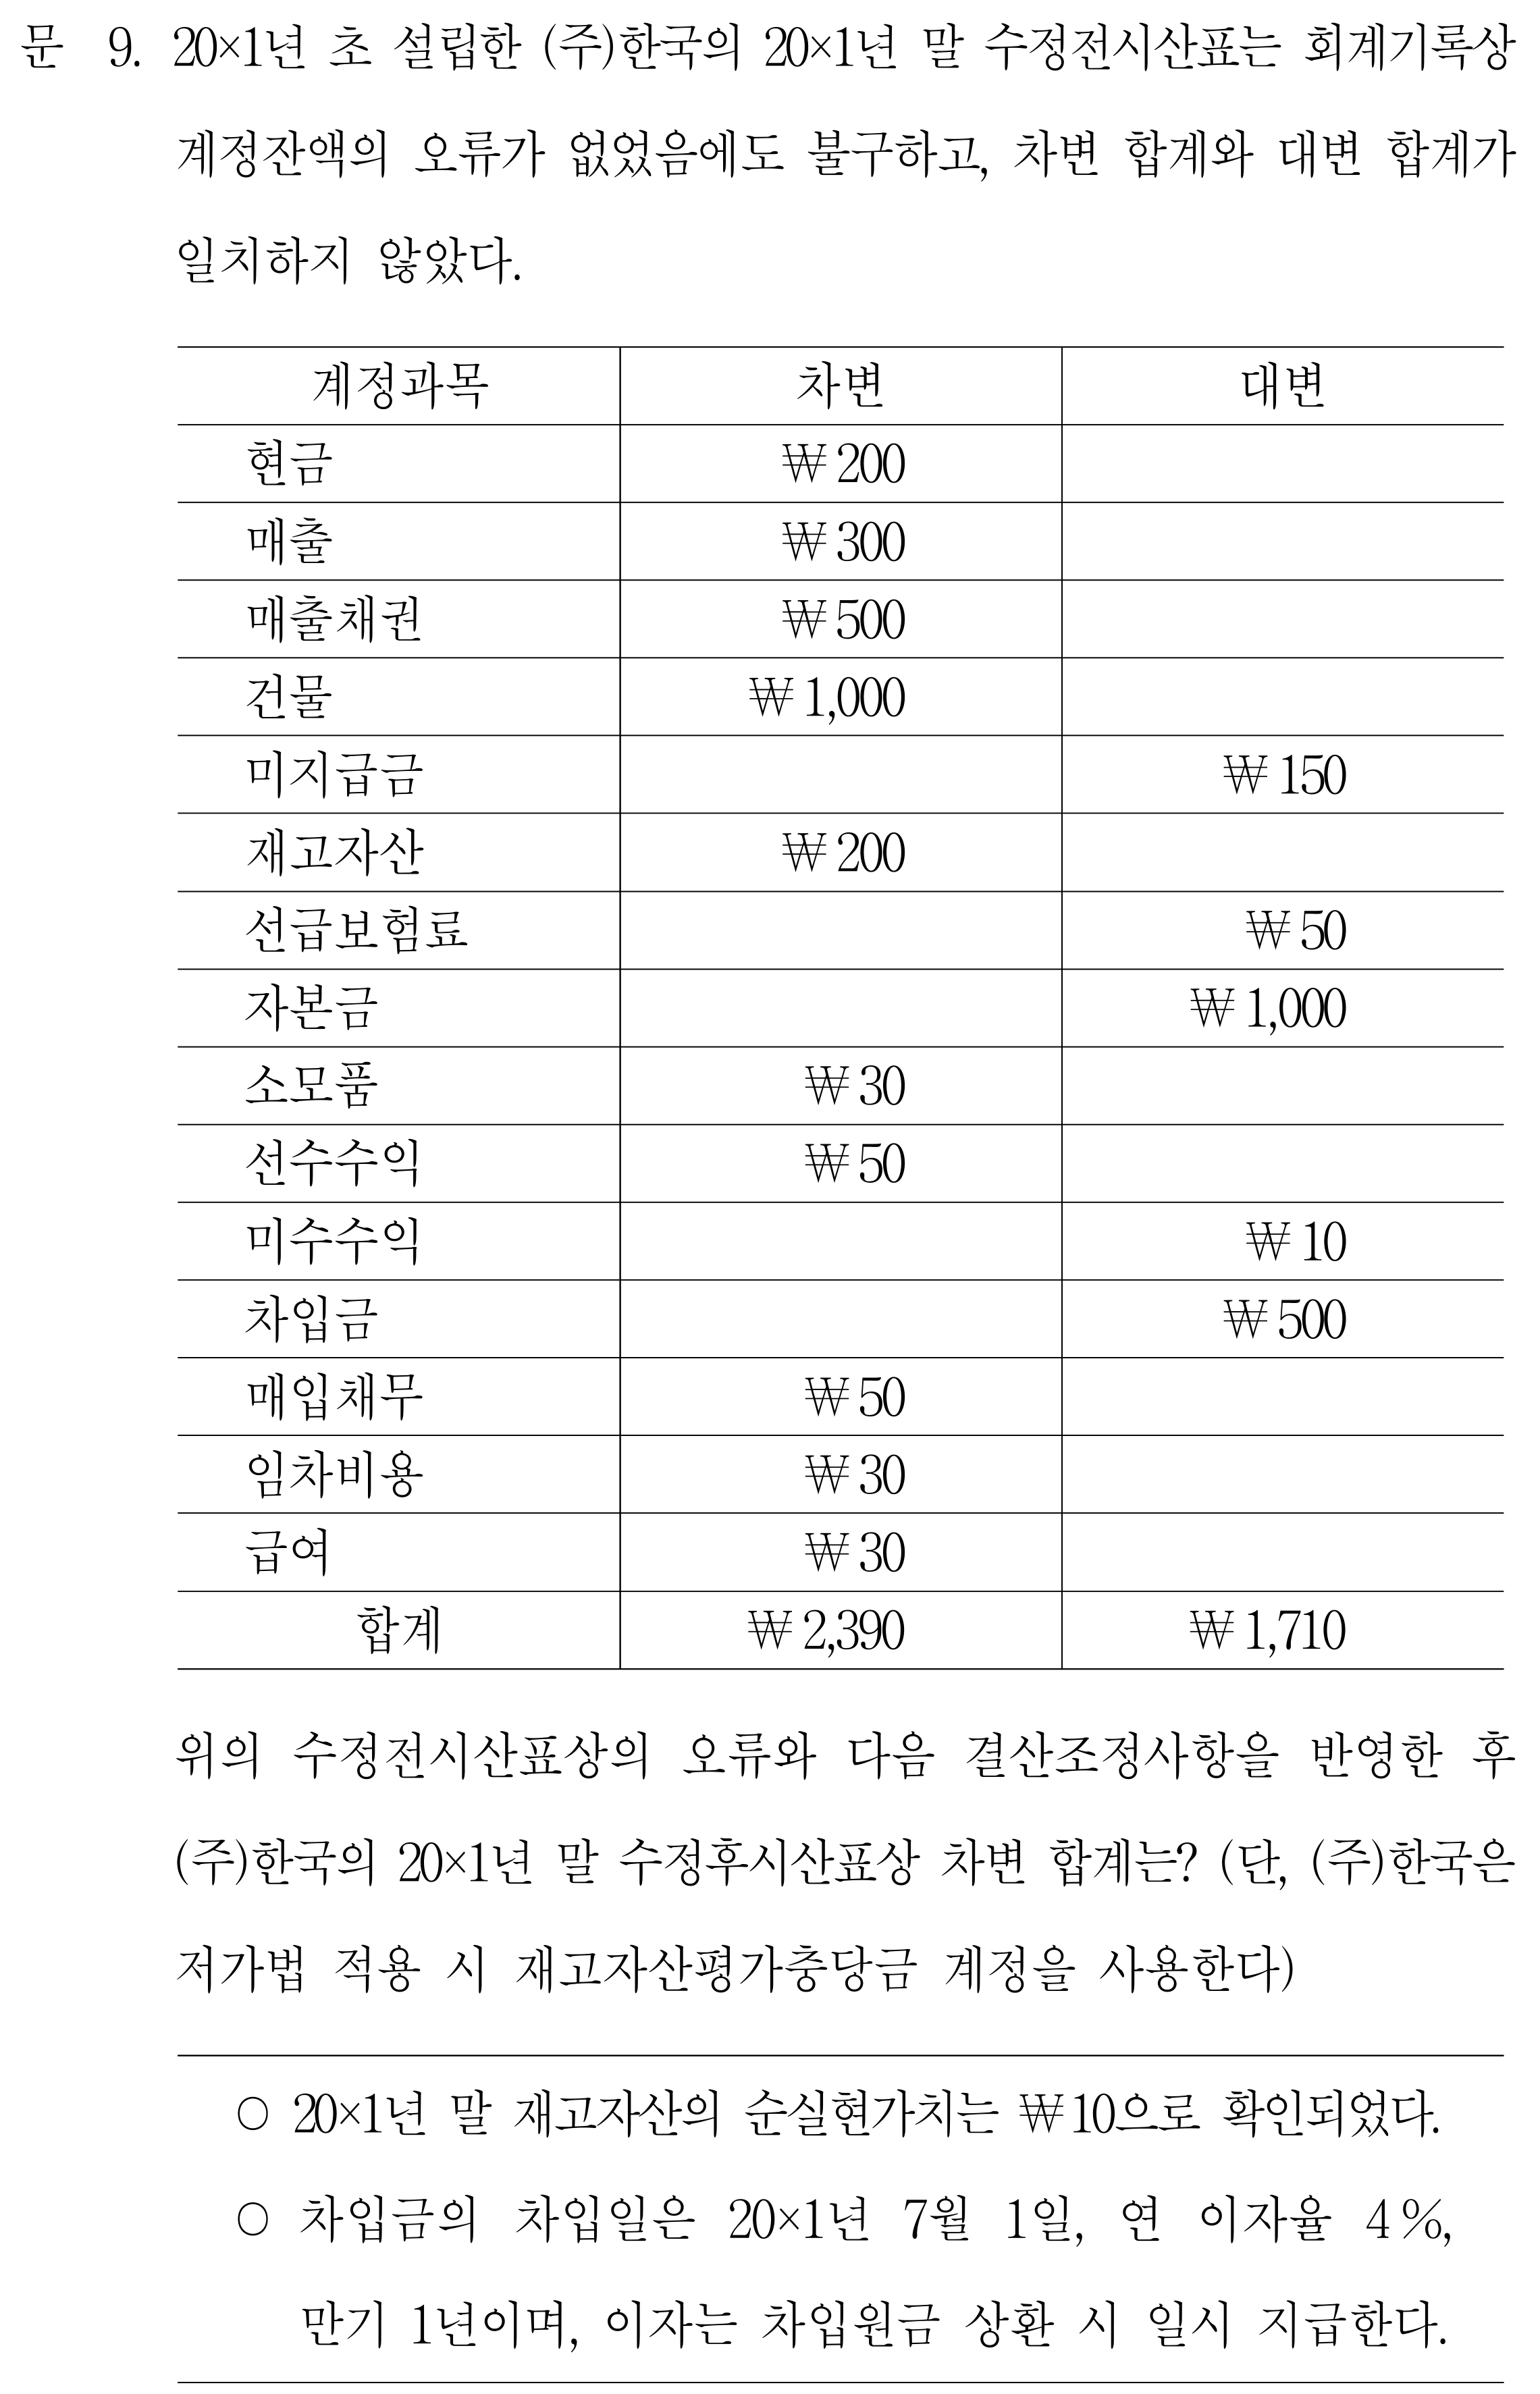 문 9. 20×1년 초 설립한 (주)한국의 20×1년 말 수정전시산표는 회계기록상
계정잔액의 오류가 없었음에도 불구하고, 차변 합계와 대변 합계가
일치하지 않았다.
계정과목 차변 대변
현금 ₩200
매출 ₩300
매출채권 ₩500
건물 ₩1,000
미지급금 ₩150
재고자산 ₩200
선급보험료 ₩50
자본금 ₩1,000
소모품 ₩30
선수수익 ₩50
미수수익 ₩10
차입금 ₩500
매입채무 ₩50
임차비용 ₩30
급여 ₩30
합계 ₩2,390 ₩1,710
위의 수정전시산표상의 오류와 다음 결산조정사항을 반영한 후
(주)한국의 20×1년 말 수정후시산표상 차변 합계는? (단, (주)한국은
저가법 적용 시 재고자산평가충당금 계정을 사용한다)
○ 20×1년 말 재고자산의 순실현가치는 ₩10으로 확인되었다.
○ 차입금의 차입일은 20×1년 7월 1일, 연 이자율 4 %,
만기 1년이며, 이자는 차입원금 상환 시 일시 지급한다.